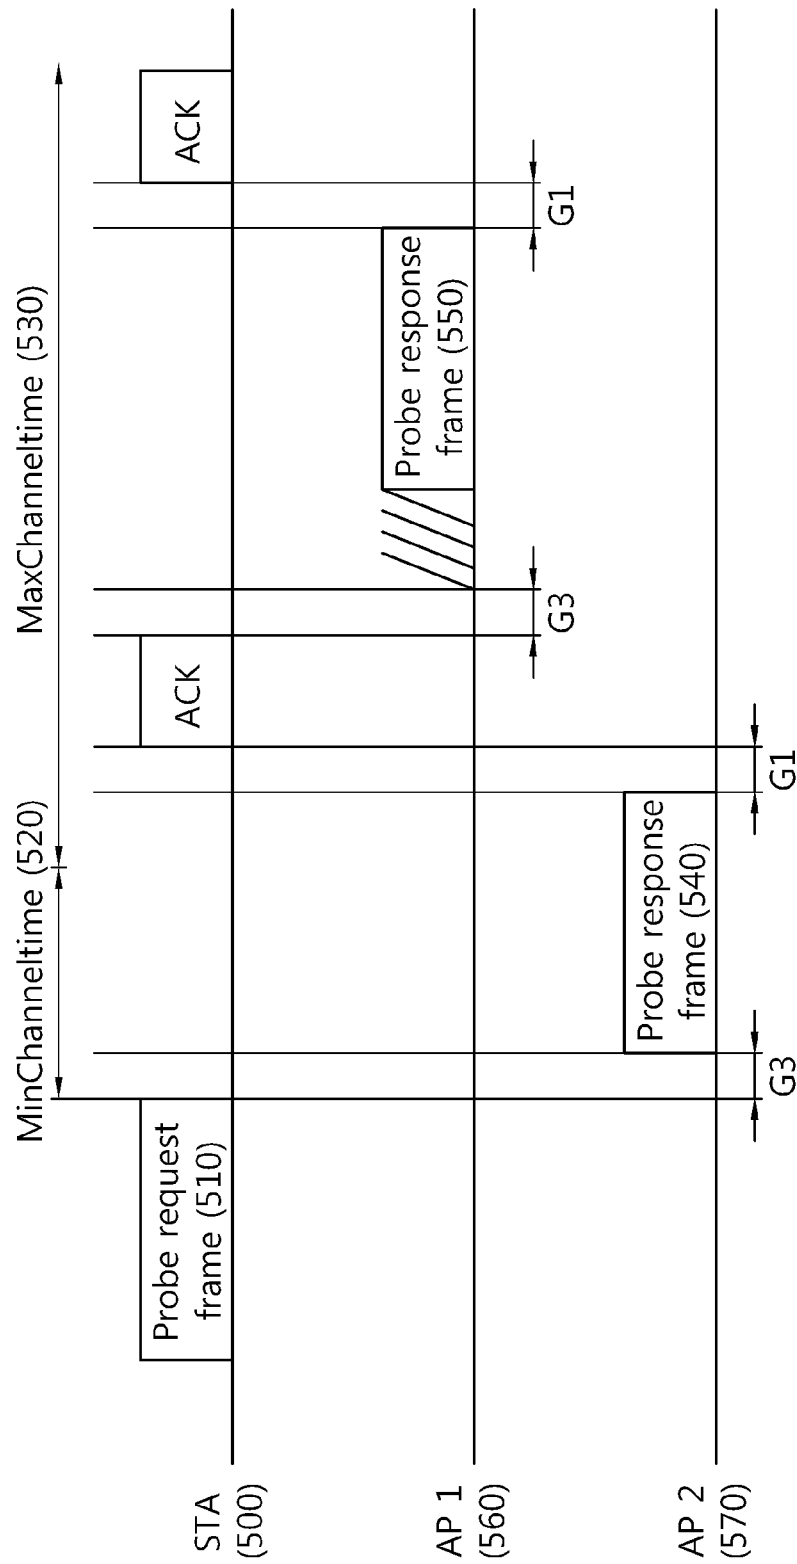 MinChanneltime (520)
MaxChanneltime (530)
STA
(500)
Probe request
frame (510)
ACK
ACK
AP 1
(560)
Probe response
frame (550)
G3
G1
AP 2
(570)
Probe response
frame (540)
G3
G1